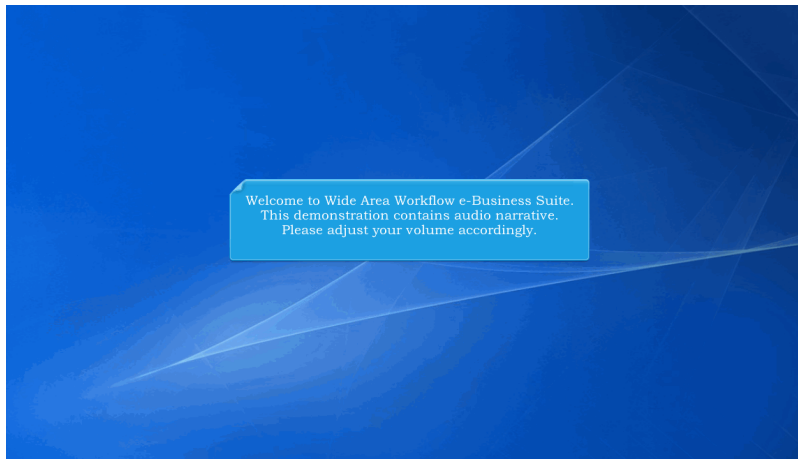 Welcome to Wide Area Workflow e-Business Suite.
This demonstration contains audio narrative.
Please adjust your volume accordingly.